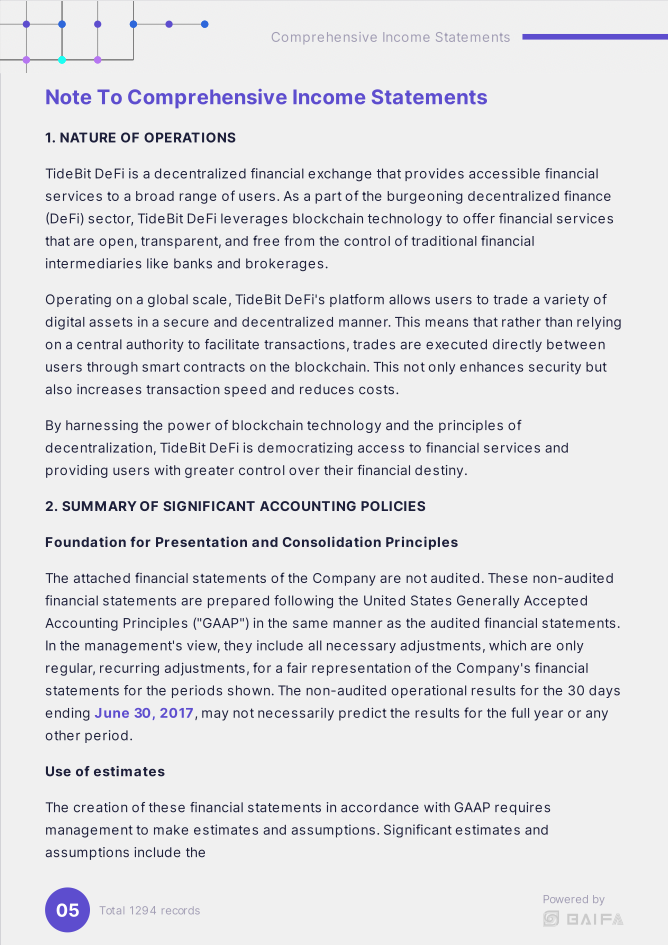 Comprehensive Income Statements
Note To Comprehensive Income Statements
1. NATURE OF OPERATIONS
TideBit DeFi is a decentralized financial exchange that provides accessible financial
services to a broad range of users. As a part of the burgeoning decentralized finance
(DeFi) sector, TideBit DeFi leverages blockchain technology to offer financial services
that are open, transparent, and free from the control of traditional financial
intermediaries like banks and brokerages.
Operating on a global scale, TideBit DeFi's platform allows users to trade a variety of
digital assets in a secure and decentralized manner. This means that rather than relying
on a central authority to facilitate transactions, trades are executed directly between
users through smart contracts on the blockchain. This not only enhances security but
also increases transaction speed and reduces costs.
By harnessing the power of blockchain technology and the principles of
decentralization, TideBit DeFi is democratizing access to financial services and
providing users with greater control over their financial destiny.
2. SUMMARY OF SIGNIFICANT ACCOUNTING POLICIES
Foundation for Presentation and Consolidation Principles
The attached financial statements of the Company are not audited. These non-audited
financial statements are prepared following the United States Generally Accepted
Accounting Principles ("GAAP") in the same manner as the audited financial statements.
In the management's view, they include all necessary adjustments, which are only
regular, recurring adjustments, for a fair representation of the Company's financial
statements for the periods shown. The non-audited operational results for the 30 days
ending June 30, 2017, may not necessarily predict the results for the full year or any
other period.
Use of estimates
The creation of these financial statements in accordance with GAAP requires
management to make estimates and assumptions. Significant estimates and
assumptions include the
05 Total 1294 records
Powered by
BAIFA